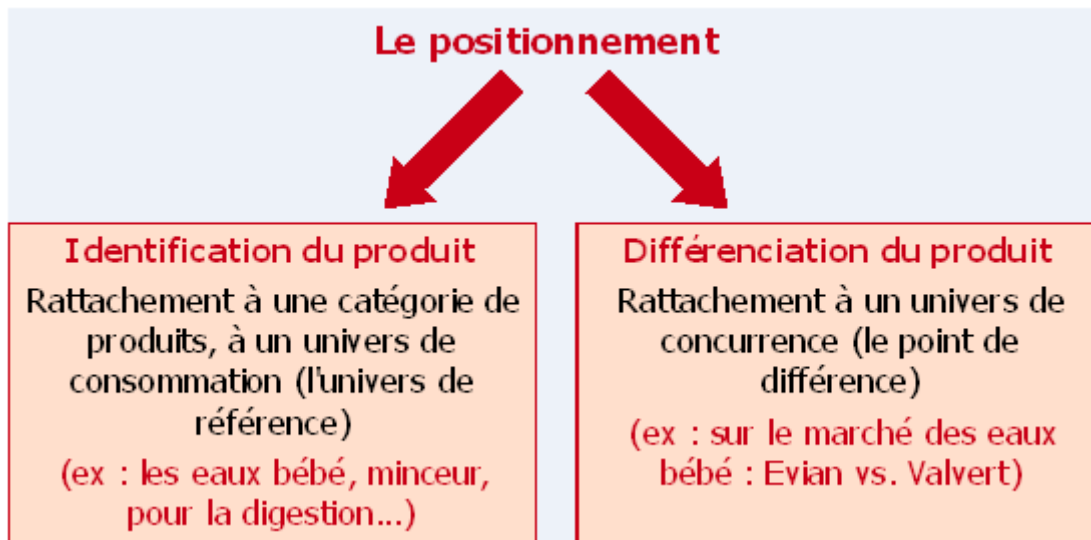 Le positionnement
Identification du produit
Rattachement à une catégorie de
produits, à un univers de
consommation (l'univers de
référence)
(ex : les eaux bébé, minceur,
pour la digestion...)
Différenciation du produit
Rattachement à un univers de
concurrence (le point de
différence)
(ex : sur le marché des eaux
bébé : Evian vs. Valvert)